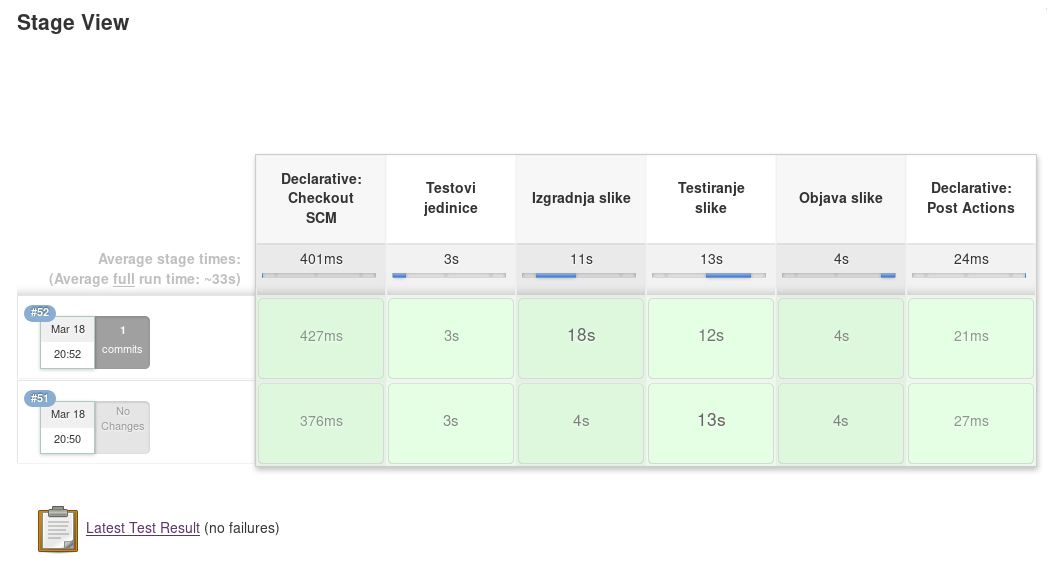 Stage View
Declarative:
Checkout
SCM
Testovi
jedinice
Izgradnja slike
Testiranje
slike
Objava slike
Declarative:
Post Actions
Average stage times:
(Average full run time: ~33s)
401ms
3s
11s
13s
4s
24ms
#52
Mar 18
20:52
1
commits
427ms
3s
18s
12s
4s
21ms
#51
Mar 18
20:50
No
Changes
376ms
3s
4s
13s
4s
27ms
Latest Test Result (no failures)